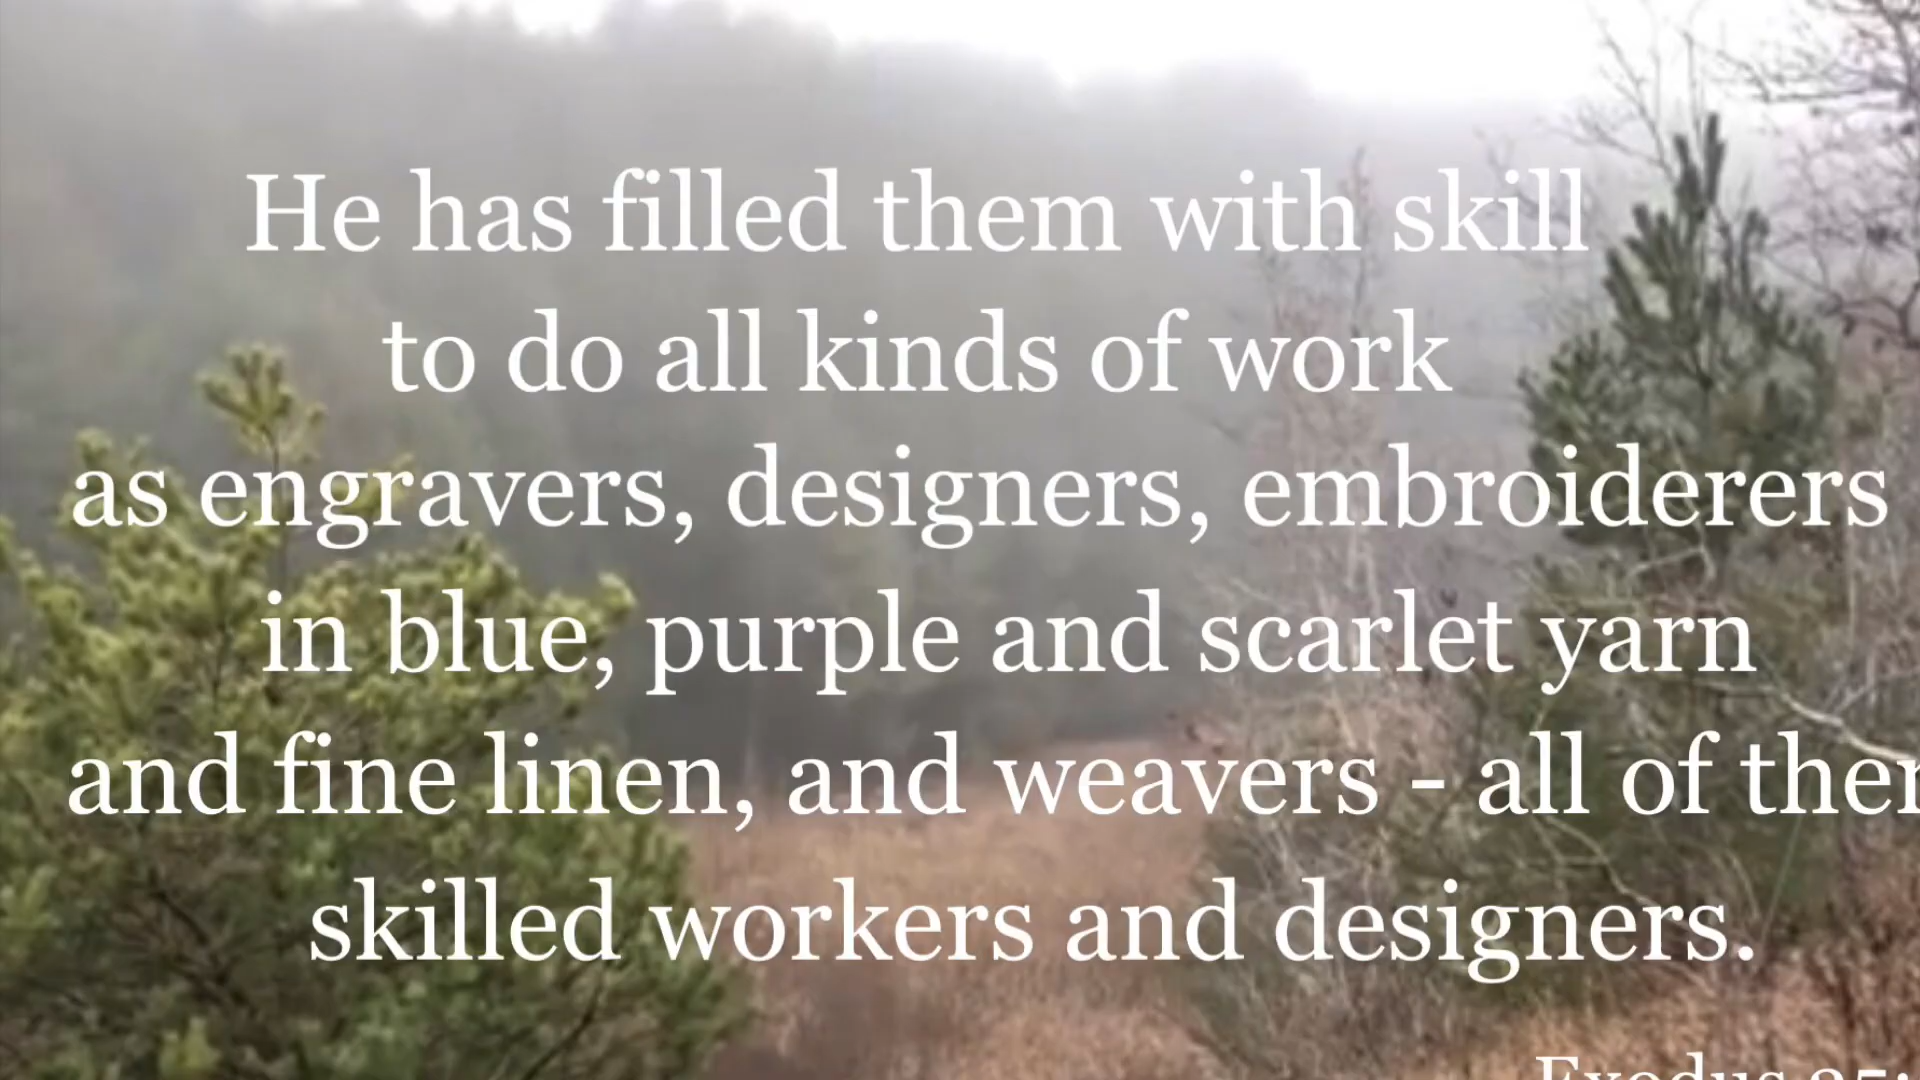 He has filled them with skill
to do all kinds of work
as engravers, designers, embroiderers
in blue, purple and scarlet yarn
and fine linen, and weavers - all of
skilled workers and designers.
Exodus